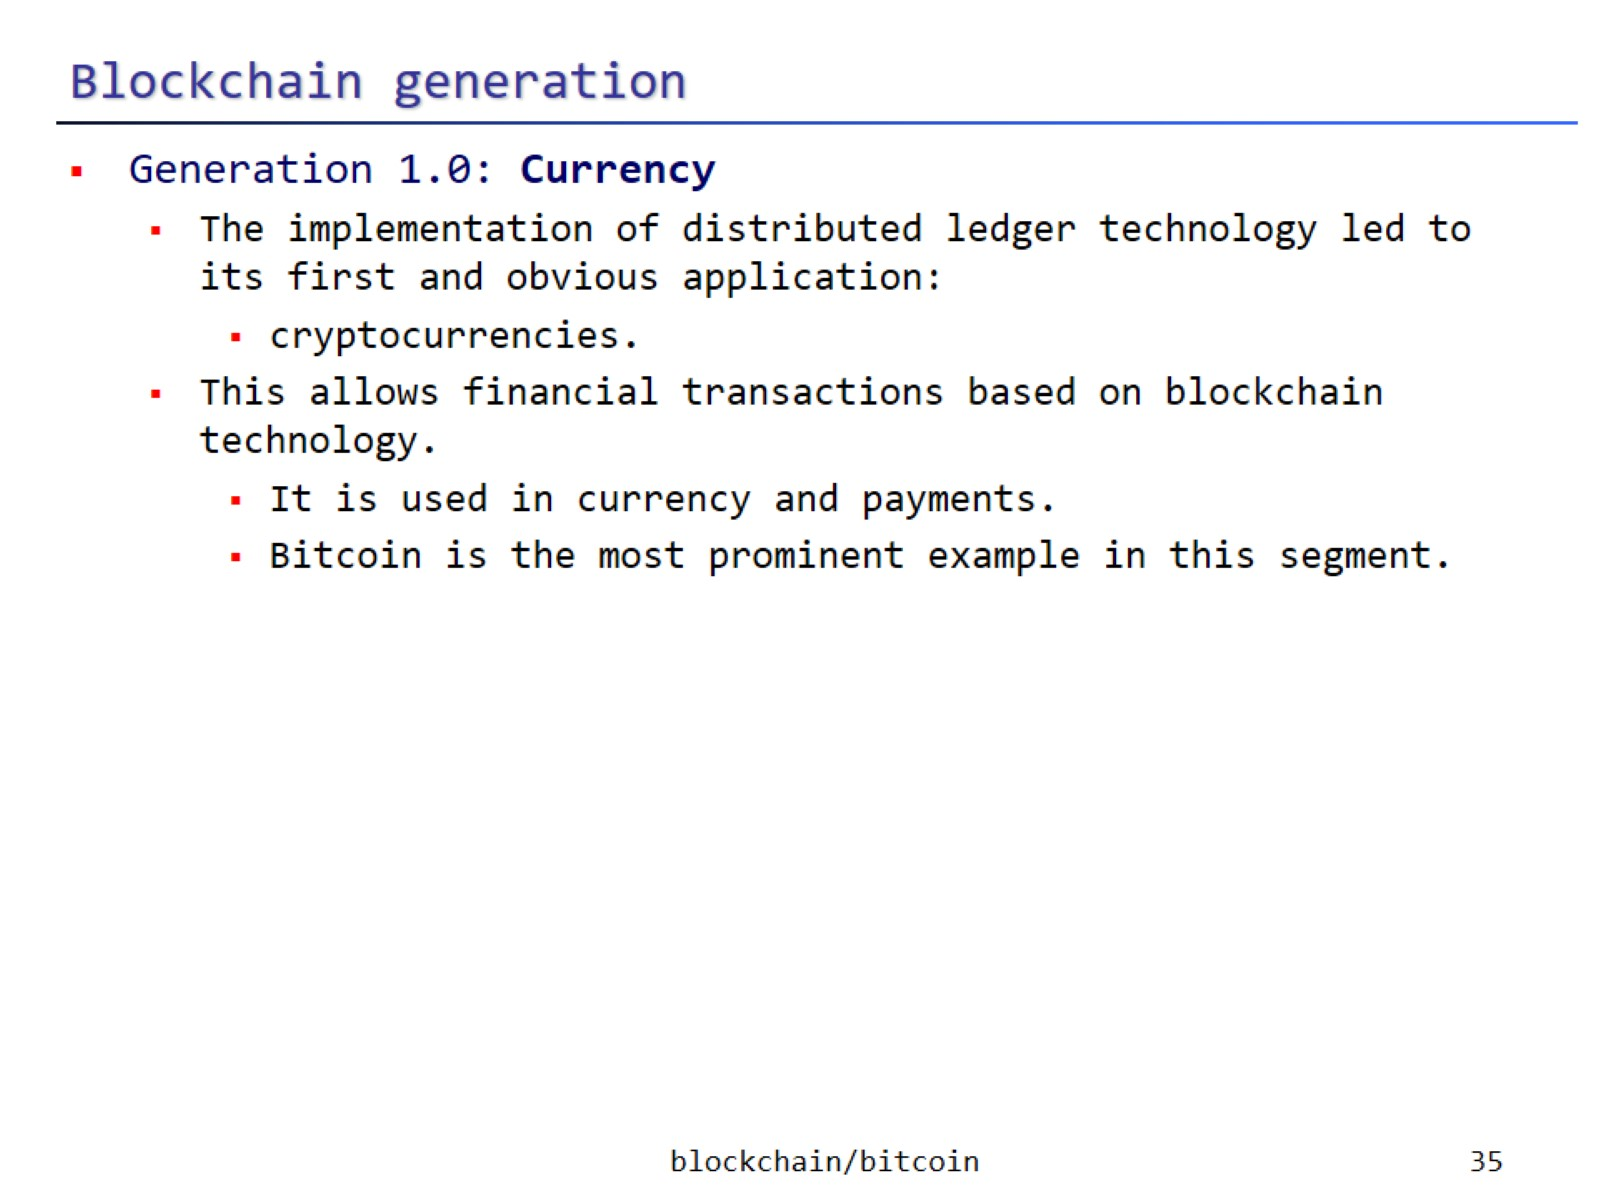 Blockchain generation
▪ Generation 1.0: Currency
▪ The implementation of distributed ledger technology led to
its first and obvious application:
▪ cryptocurrencies.
▪ This allows financial transactions based on blockchain
technology.
▪ It is used in currency and payments.
▪ Bitcoin is the most prominent example in this segment.
blockchain/bitcoin
35